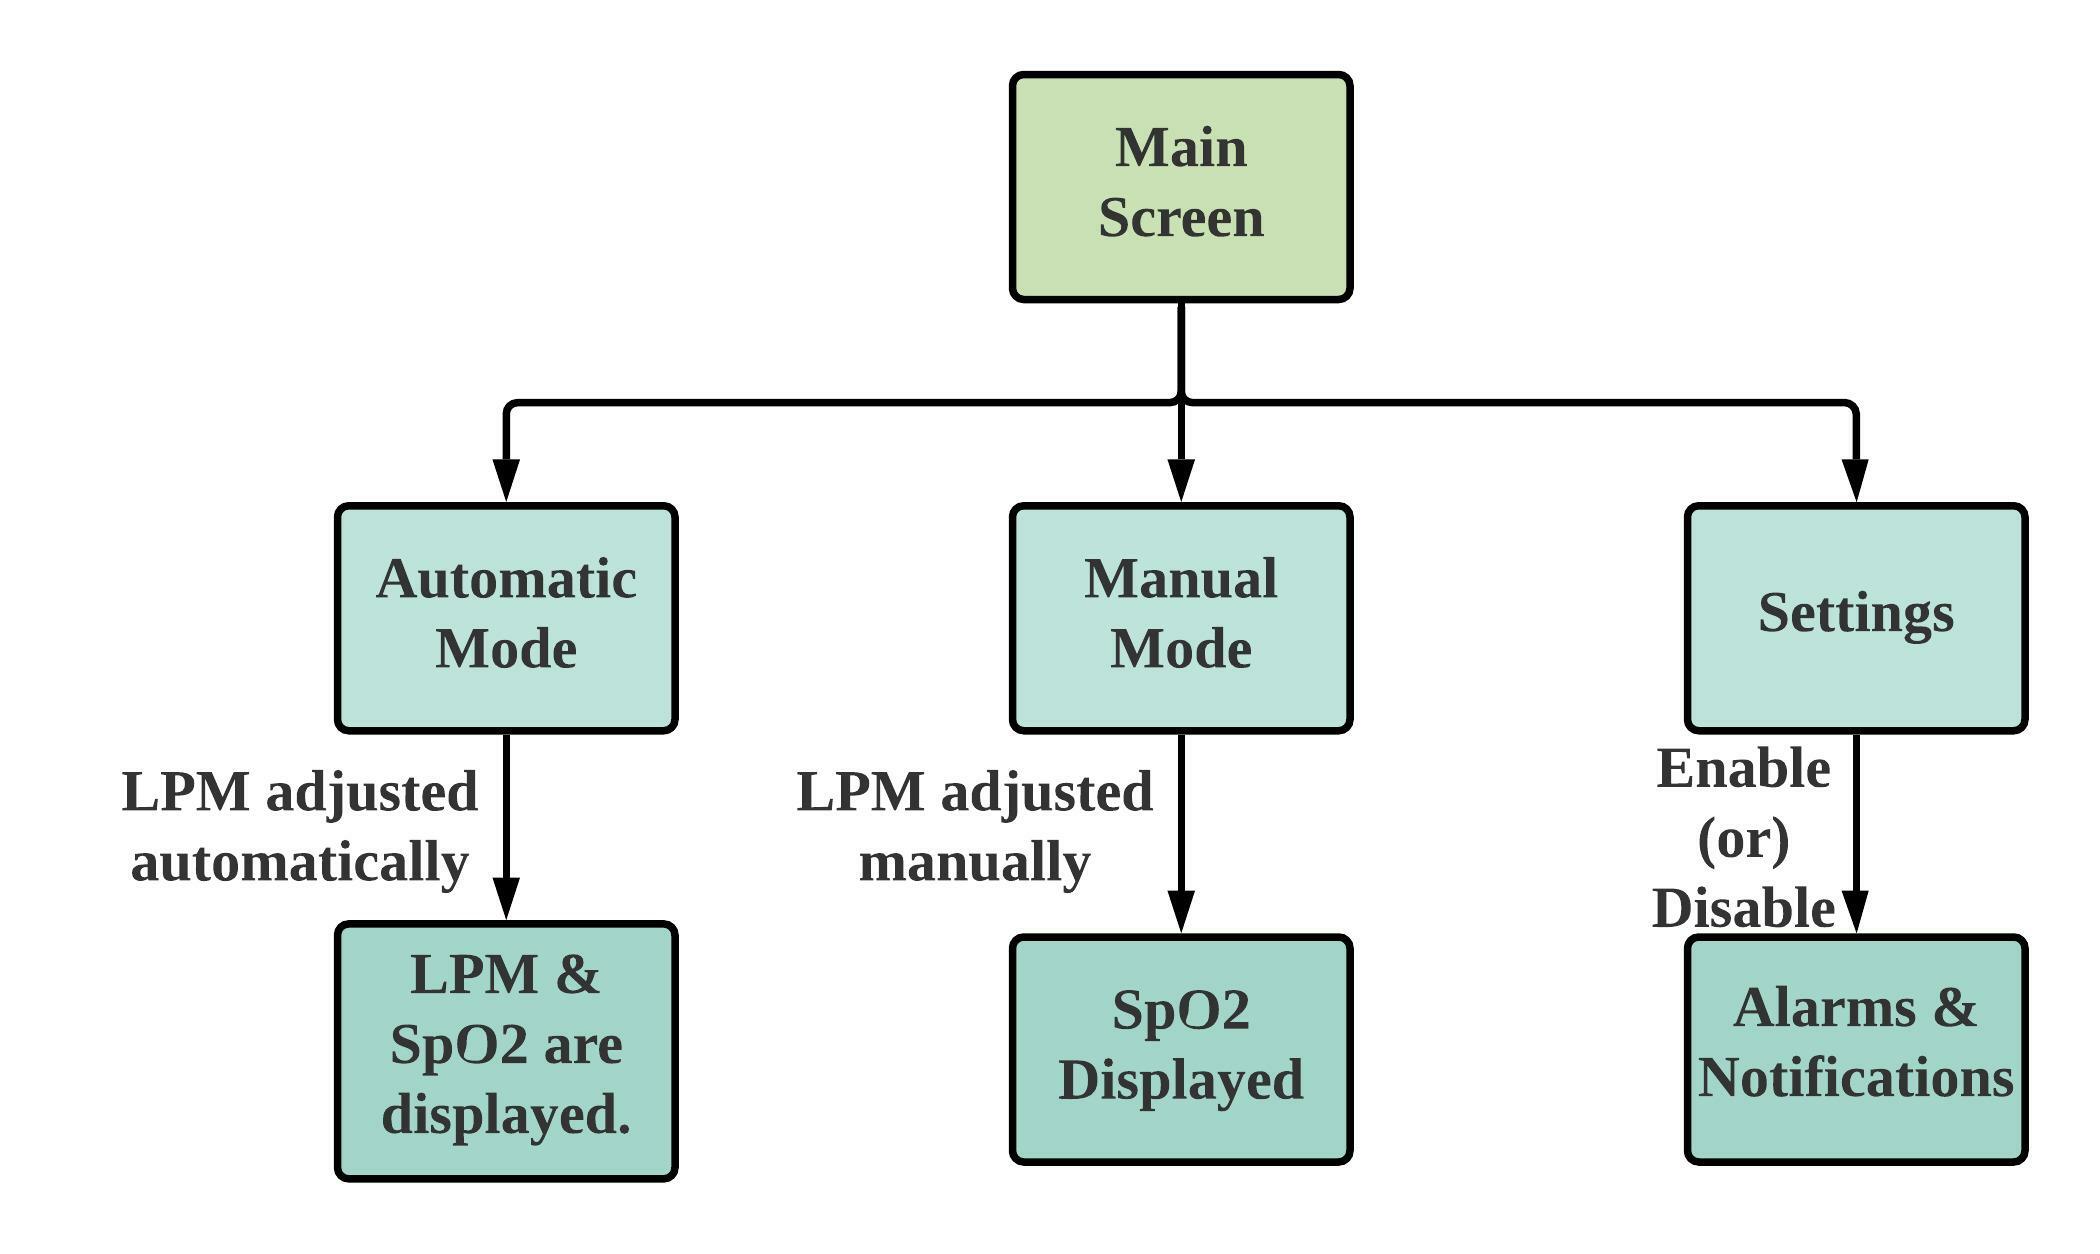 Main
Screen
Automatic
Mode
Manual
Mode
Settings
LPM adjusted
automatically
LPM adjusted
manually
Enable
(or)
Disable
LPM &
SpO2 are
displayed.
SpO2
Displayed
Alarms &
Notifications